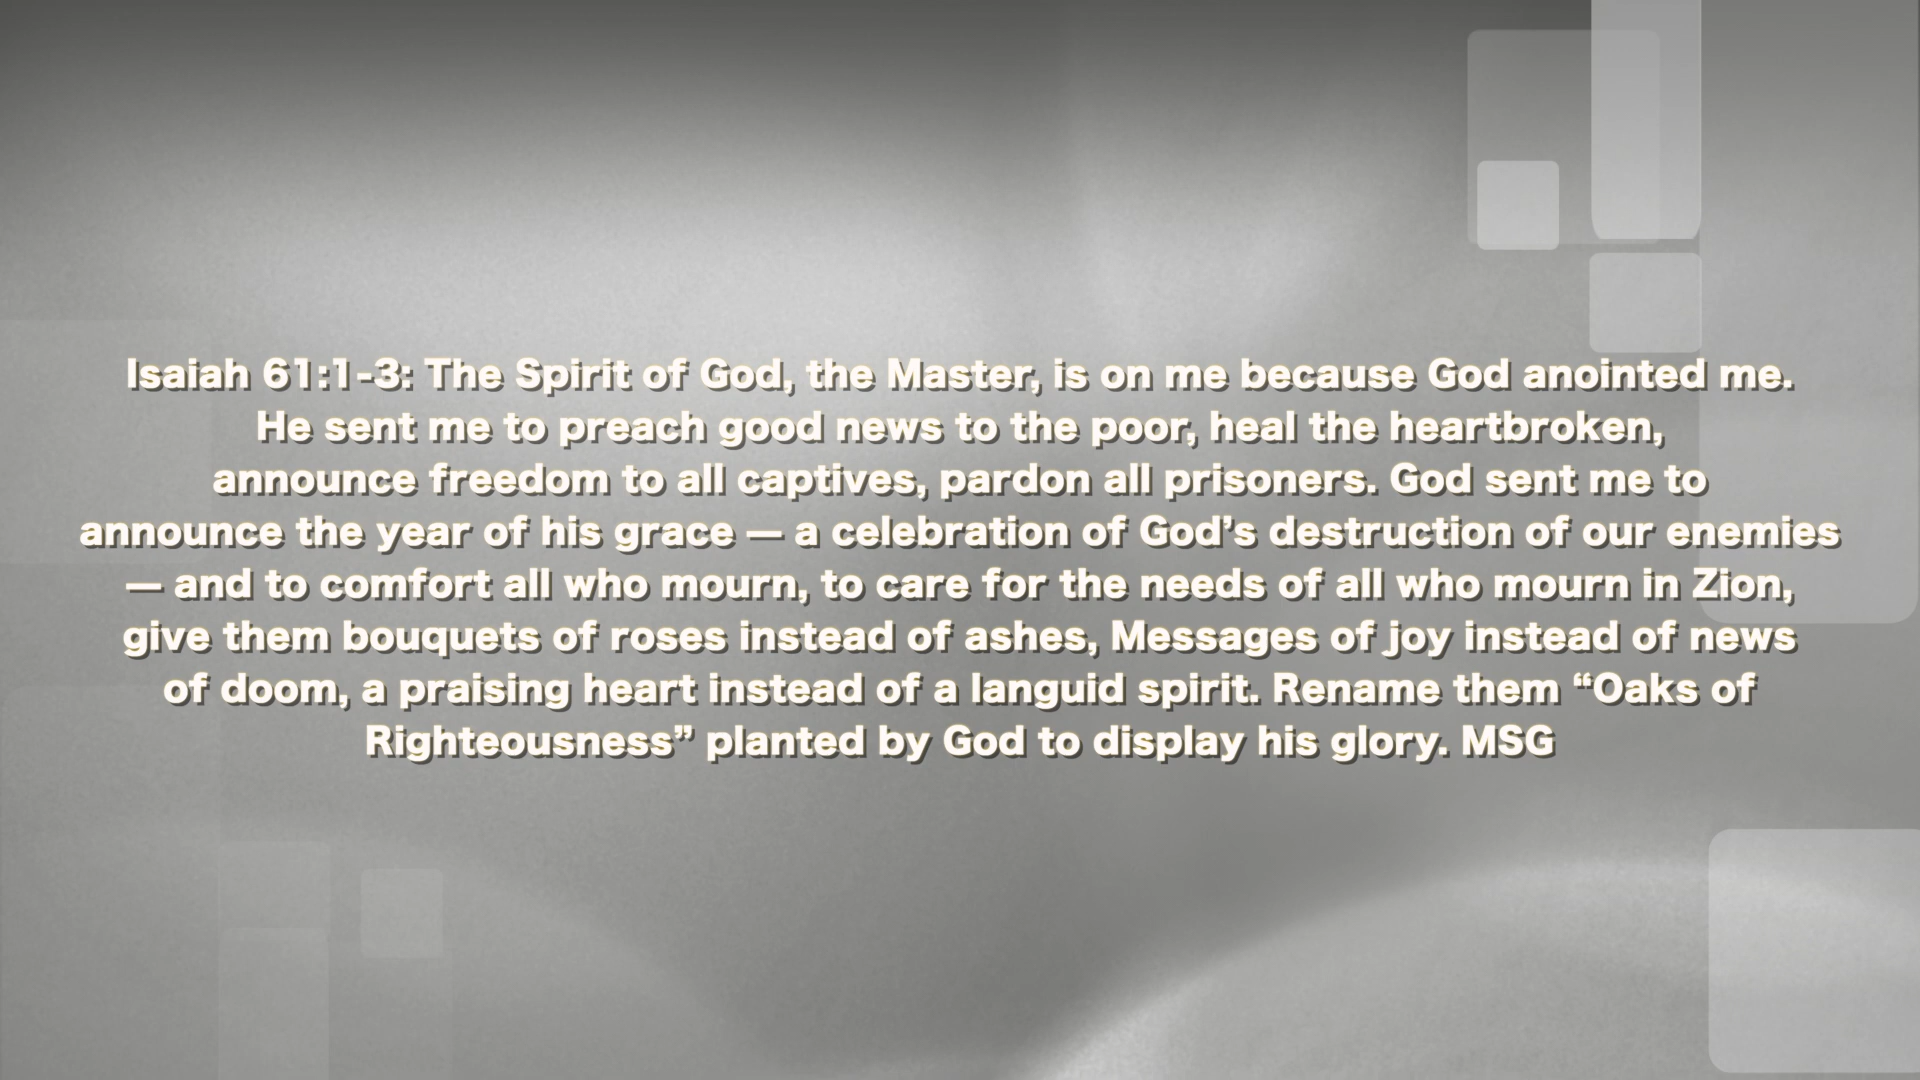 Isaiah 61:1-3: The Spirit of God, the Master, is on me because God anointed me.
He sent me to preach good news to the poor, heal the heartbroken,
announce freedom to all captives, pardon all prisoners. God sent me to
announce the year of his grace — a celebration of God’s destruction of our enemies
— and to comfort all who mourn, to care for the needs of all who mourn in Zion,
give them bouquets of roses instead of ashes, Messages of joy instead of news
of doom, a praising heart instead of a languid spirit. Rename them “Oaks of
Righteousness” planted by God to display his glory. MSG